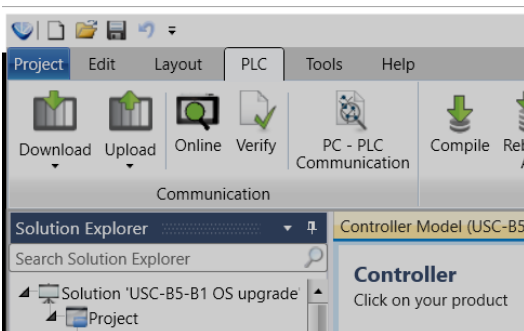 Project Edit Layout PLC Tools Help
Download Upload Online Verify PC - PLC Communication Compile
Communication
Solution Explorer
Controller Model (USC-B5
Search Solution Explorer
Controller
Click on your product
Solution 'USC-B5-B1 OS upgrade'
Project